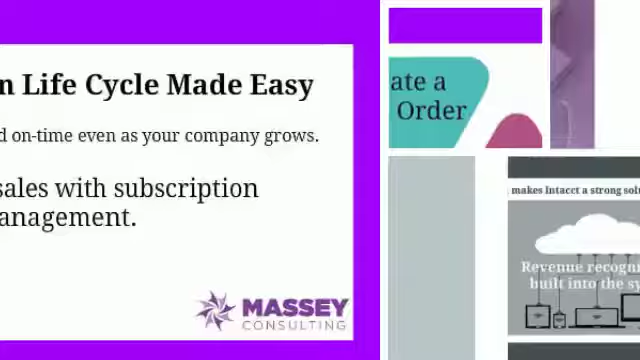 n Life Cycle Made Easy
d on-time even as your company grows.
sales with subscription
anagement.
MASSEY
CONSULTING
ate a
Order
makes Intacct a strong solu
Revenue recogn
built into the sy